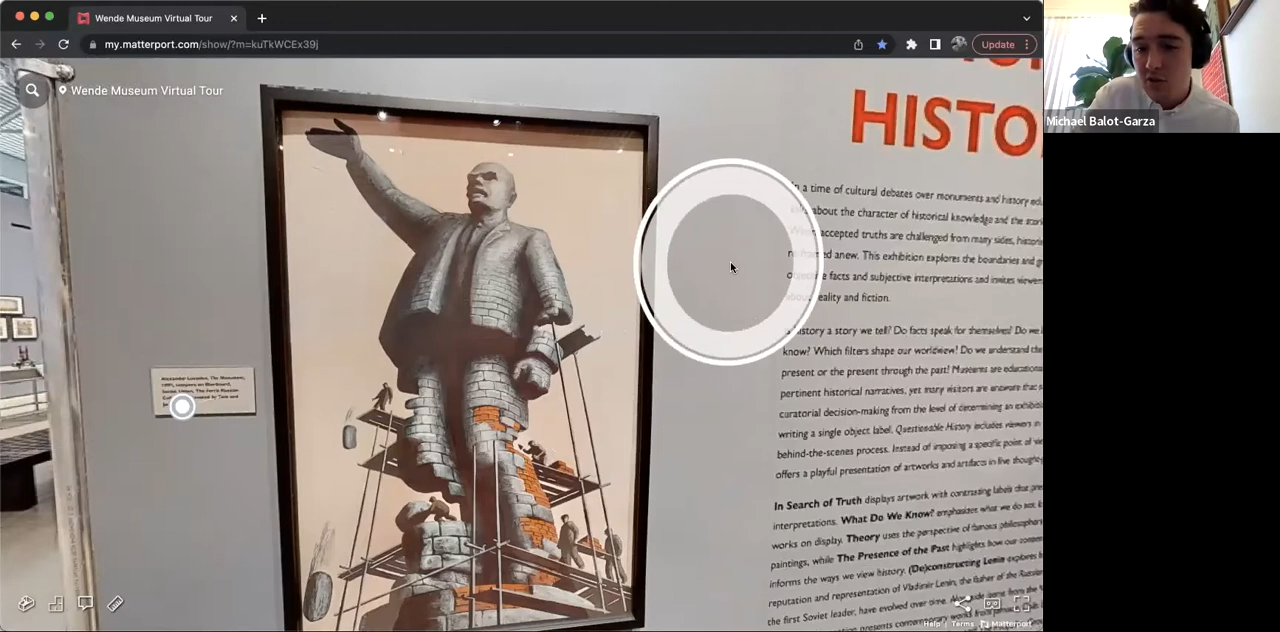 Wende Museum Virtual Tour
my.matterport.com/show/?m=kuTkWCEx39j
Update
Wende Museum Virtual Tour
Michael Balot-Garza
HISTO
In a time of cultural debates over monuments and history
about the character of historical knowledge and the
accepted truths are challenged from many sides,
anew. This exhibition explores the boundaries and
facts and subjective interpretations and invites
reality and fiction.
history a story we tell? Do facts speak for themselves? Do we
know? Which filters shape our worldview? Do we understand the
present or the present through the past? Museums are
pertinent historical narratives, yet many visitors are unaware that
curatorial decision-making from the level of determining an
writing a single object label. Questionable History includes viewers in
behind-the-scenes process. Instead of imposing a specific point of
offers a playful presentation of artworks and artifacts in five
In Search of Truth displays artwork with contrasting labels that
interpretations. What Do We Know? emphasizes what we do not
works on display. Theory uses the perspective of famous
paintings, while The Presence of the Past highlights how our
informs the ways we view history. (De)constructing Lenin explores
reputation and representation of Vladimir Lenin, the father of the
the first Soviet leader, have evolved over time.
presents contemporary works from
Help Terms Matterport